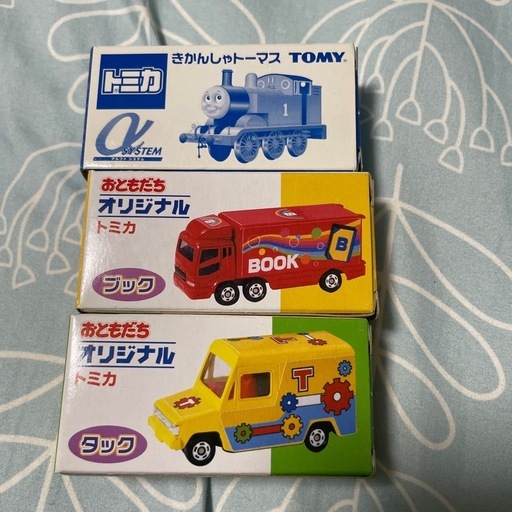 きかんしゃトーマス TOMY
トミカ
1
α
SYSTEM
アルファ システム
おともだち
オリジナル
トミカ
ブック
B
BOOK
B
おともだち
オリジナル
トミカ
タック
T
T